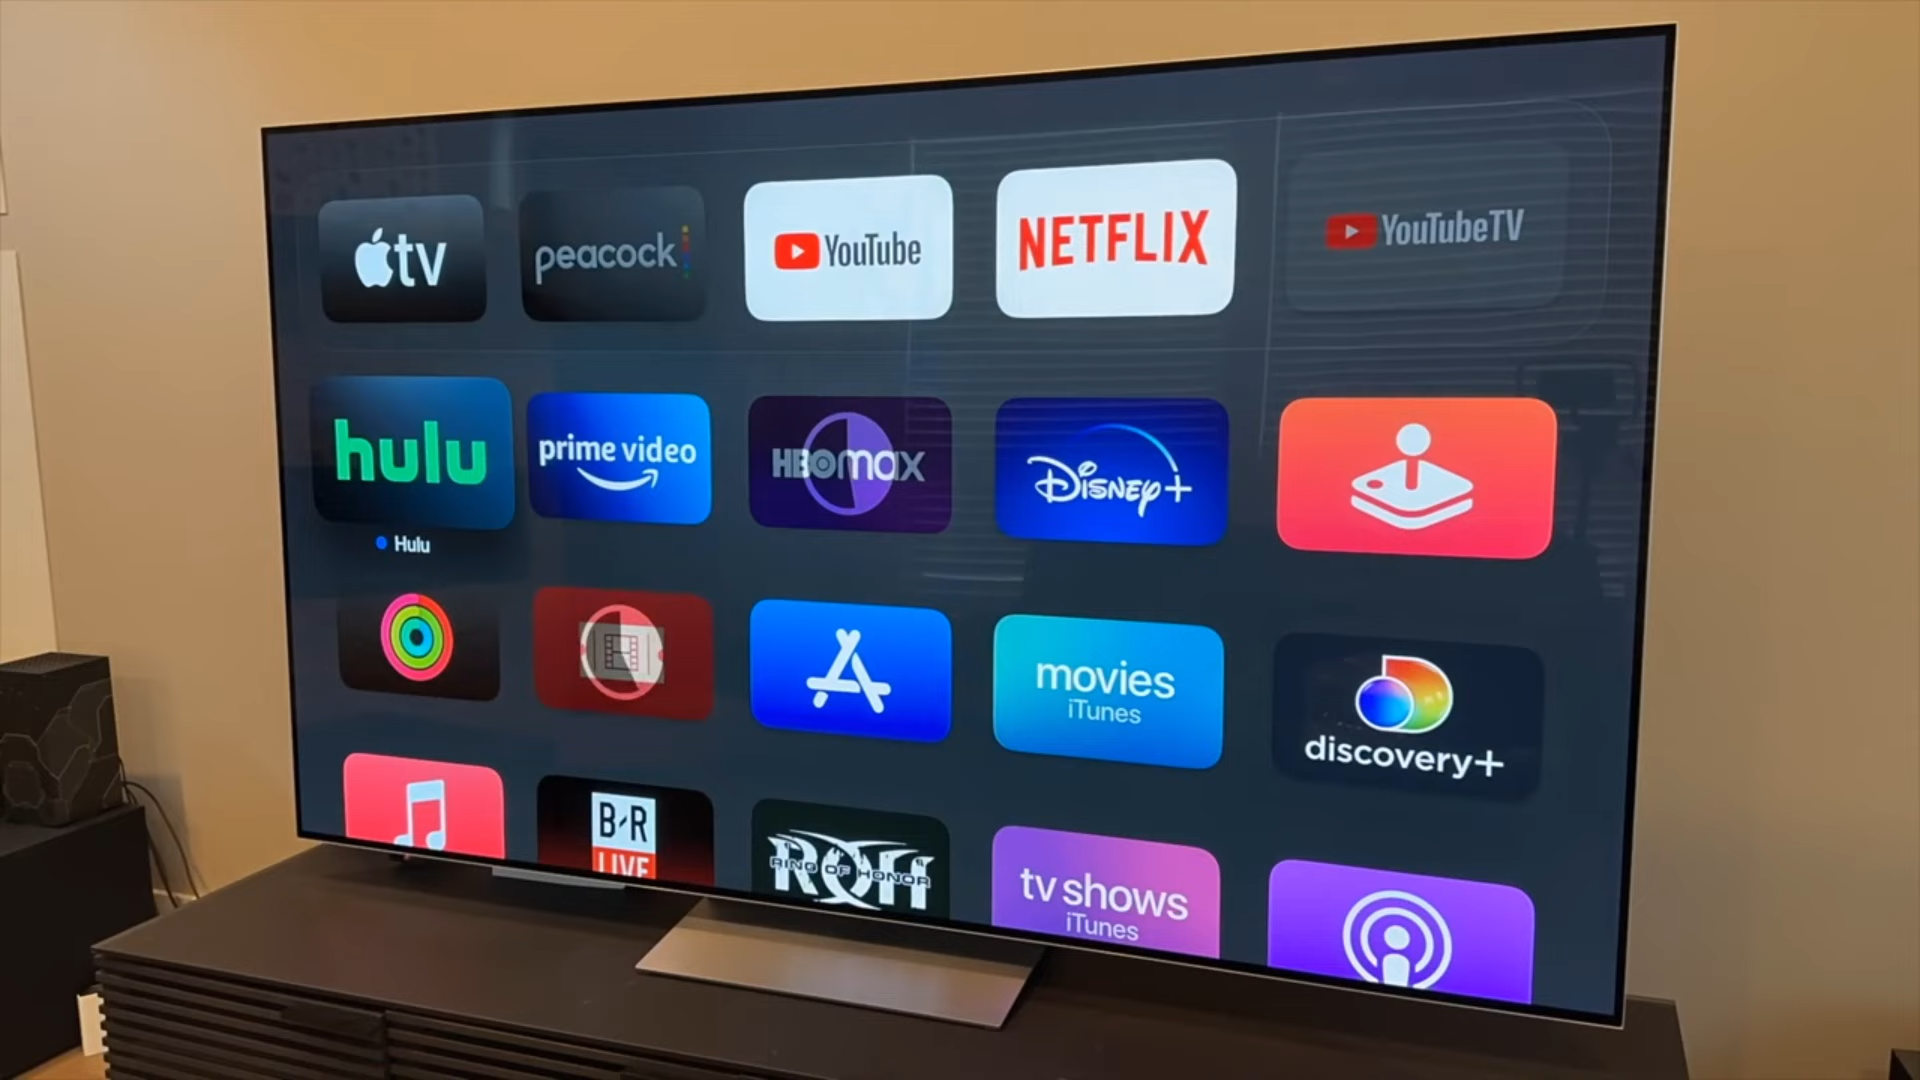 tv
peacock
YouTube
NETFLIX
YouTubeTV
hulu
prime video
HBOmax
Disney+
Hulu
movies
iTunes
discovery+
B/R
LIVE
ROH
RING OF HONOR
tv shows
iTunes